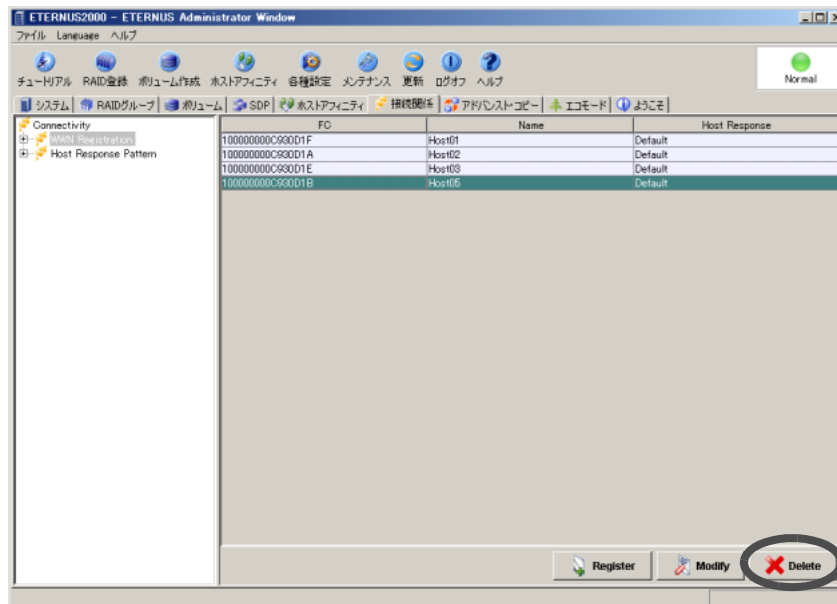 ETERNUS2000 - ETERNUS Administrator Window
ファイル Language ヘルプ
チュートリアル RAID登録 ボリューム作成 ホストアフィニティ 各種設定 メンテナンス 更新 ログオフ ヘルプ
Normal
システム RAIDグループ ボリューム SDP ホストアフィニティ 接続関係 アドバンスト・コピー エコモード ようこそ
Connectivity
WWN Registration
Host Response Pattern
FC Name Host Response
100000000C930D1F Host01 Default
100000000C930D1A Host02 Default
100000000C930D1E Host03 Default
100000000C930D1B Host05 Default
Register Modify Delete